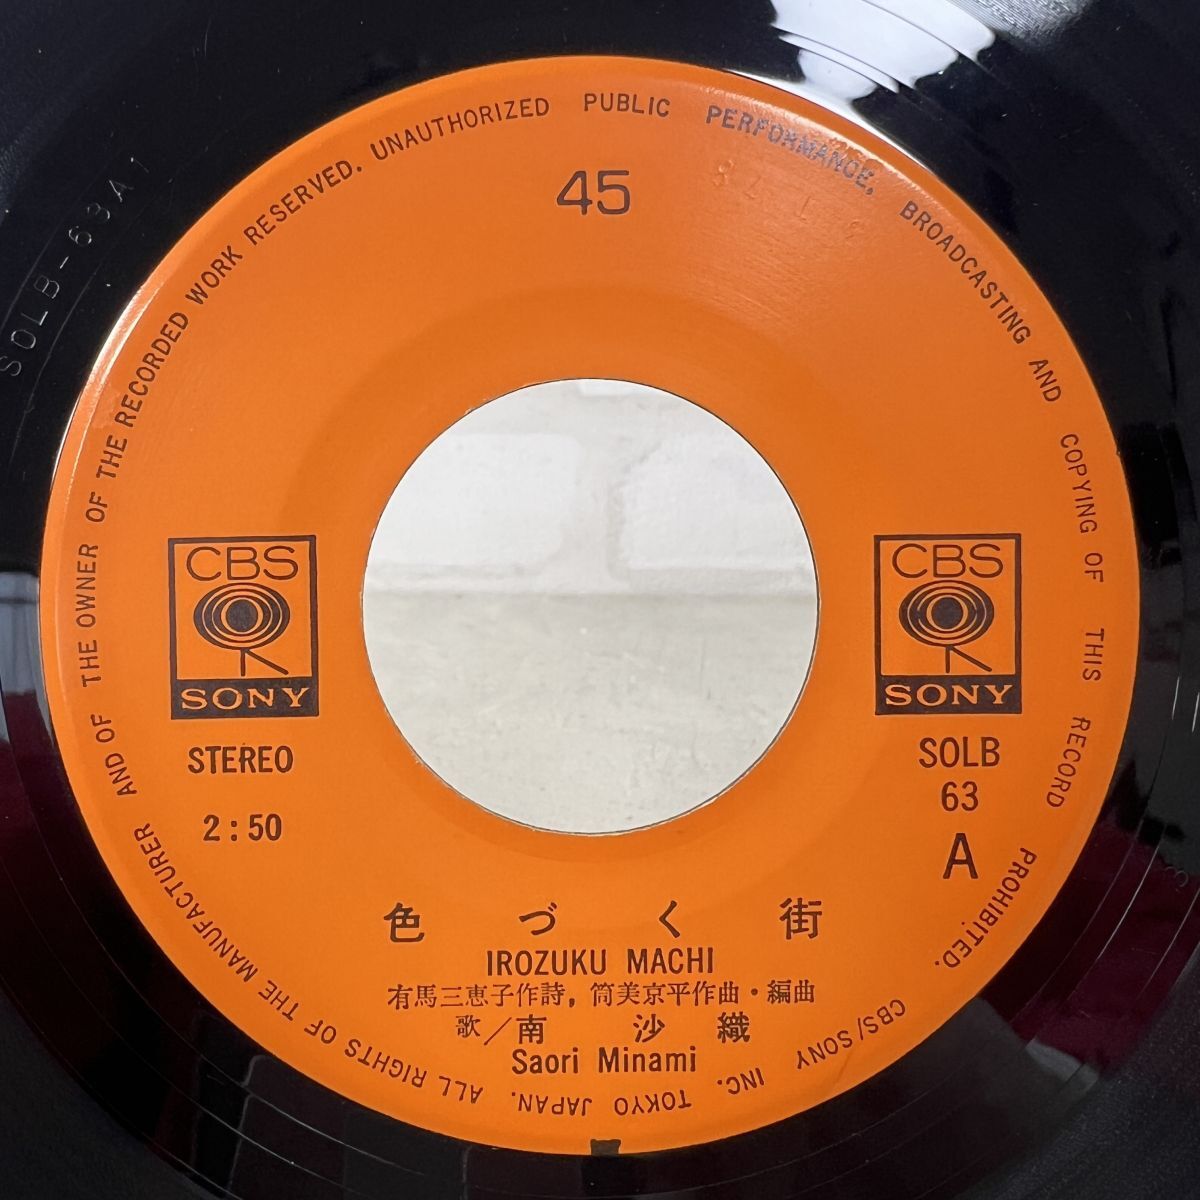 ALL RIGHTS OF THE MANUFACTURER AND OF THE OWNER OF THE RECORDED WORK RESERVED. UNAUTHORIZED PUBLIC PERFORMANCE, BROADCASTING AND COPYING OF THIS RECORD PROHIBITED.
CBS/SONY INC. TOKYO JAPAN.
SOLB-63A1
45
CBS
SONY
CBS
SONY
STEREO
2:50
SOLB
63
A
色づく街
IROZUKU MACHI
有馬三恵子作詩，筒美京平作曲・編曲
歌／南 沙 織
Saori Minami